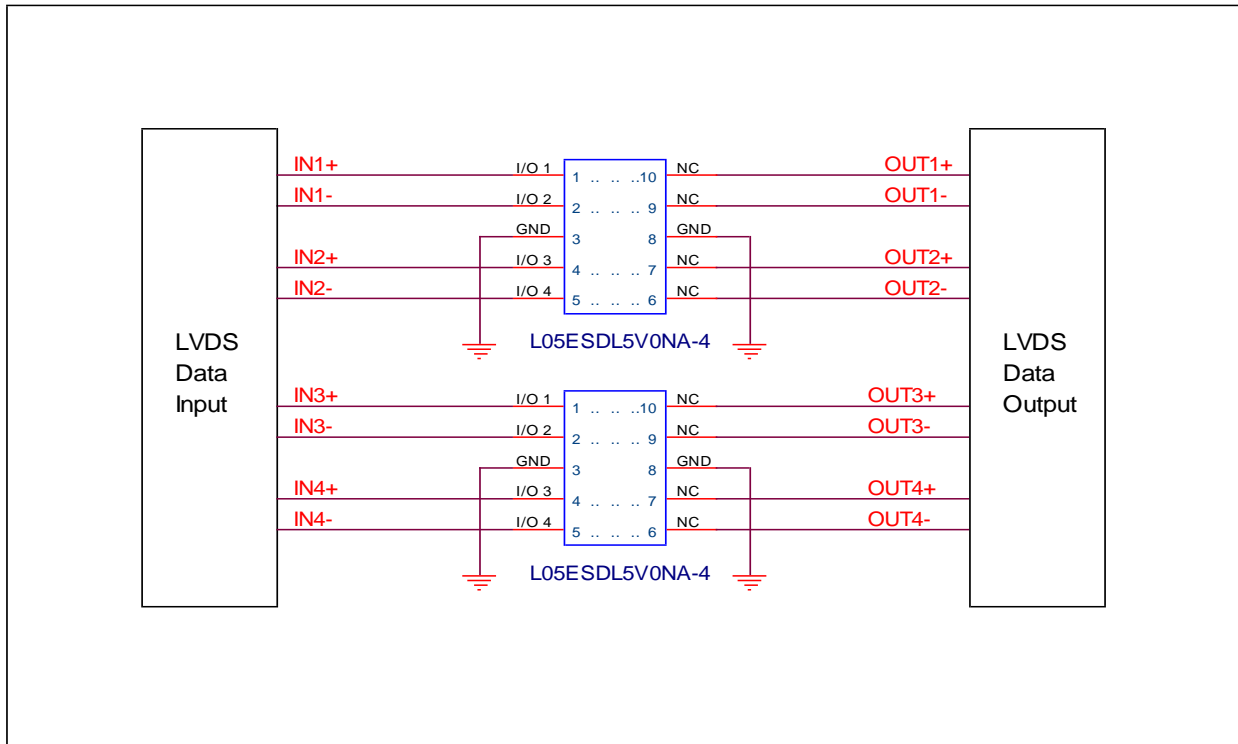 IN1+ I/O 1 1 .. .. ..10 NC OUT1+
IN1- I/O 2 2 .. .. .. 9 NC OUT1-
GND 3 8 GND
IN2+ I/O 3 4 .. .. .. 7 NC OUT2+
IN2- I/O 4 5 .. .. .. 6 NC OUT2-
L05ESDL5V0NA-4
LVDS
Data
Input
LVDS
Data
Output
IN3+ I/O 1 1 .. .. ..10 NC OUT3+
IN3- I/O 2 2 .. .. .. 9 NC OUT3-
GND 3 8 GND
IN4+ I/O 3 4 .. .. .. 7 NC OUT4+
IN4- I/O 4 5 .. .. .. 6 NC OUT4-
L05ESDL5V0NA-4